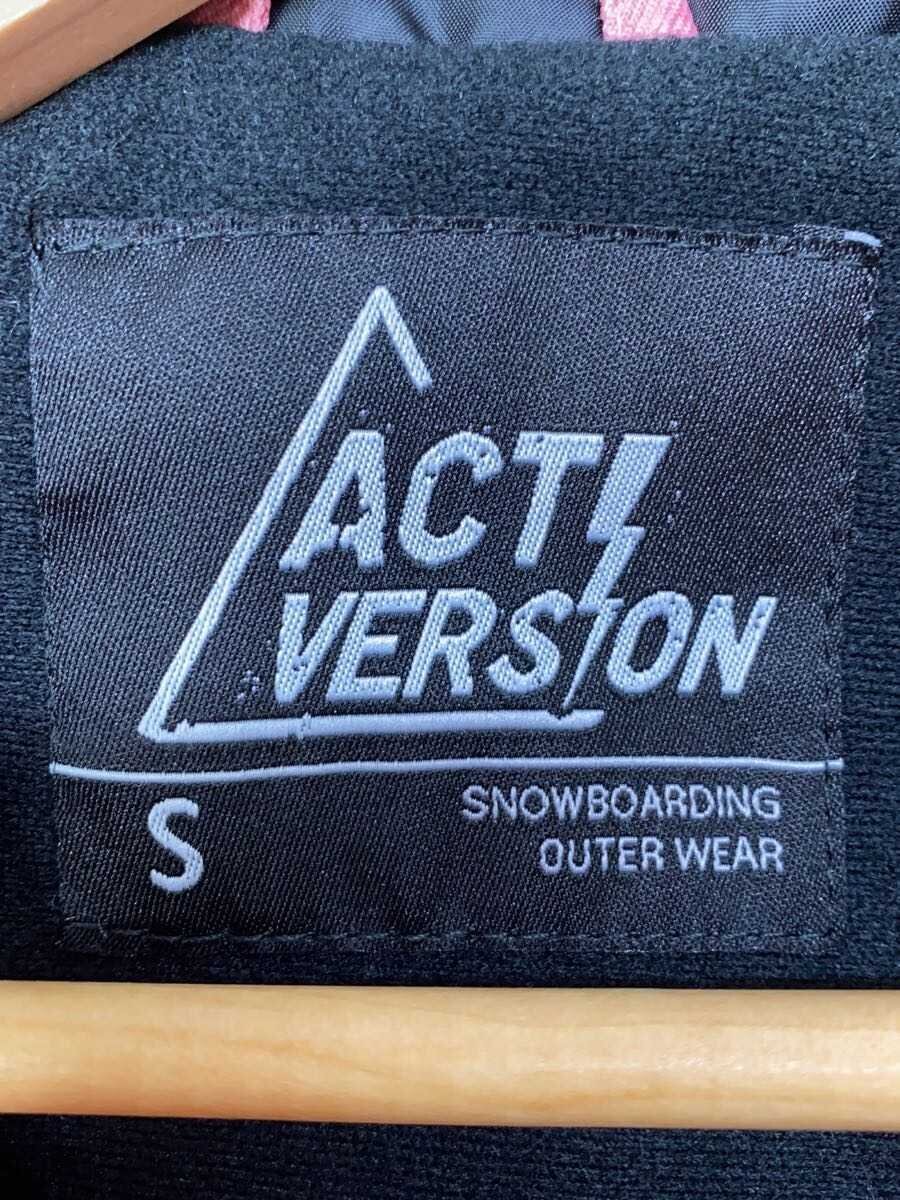 ACTI
VERSION
S
SNOWBOARDING
OUTER WEAR